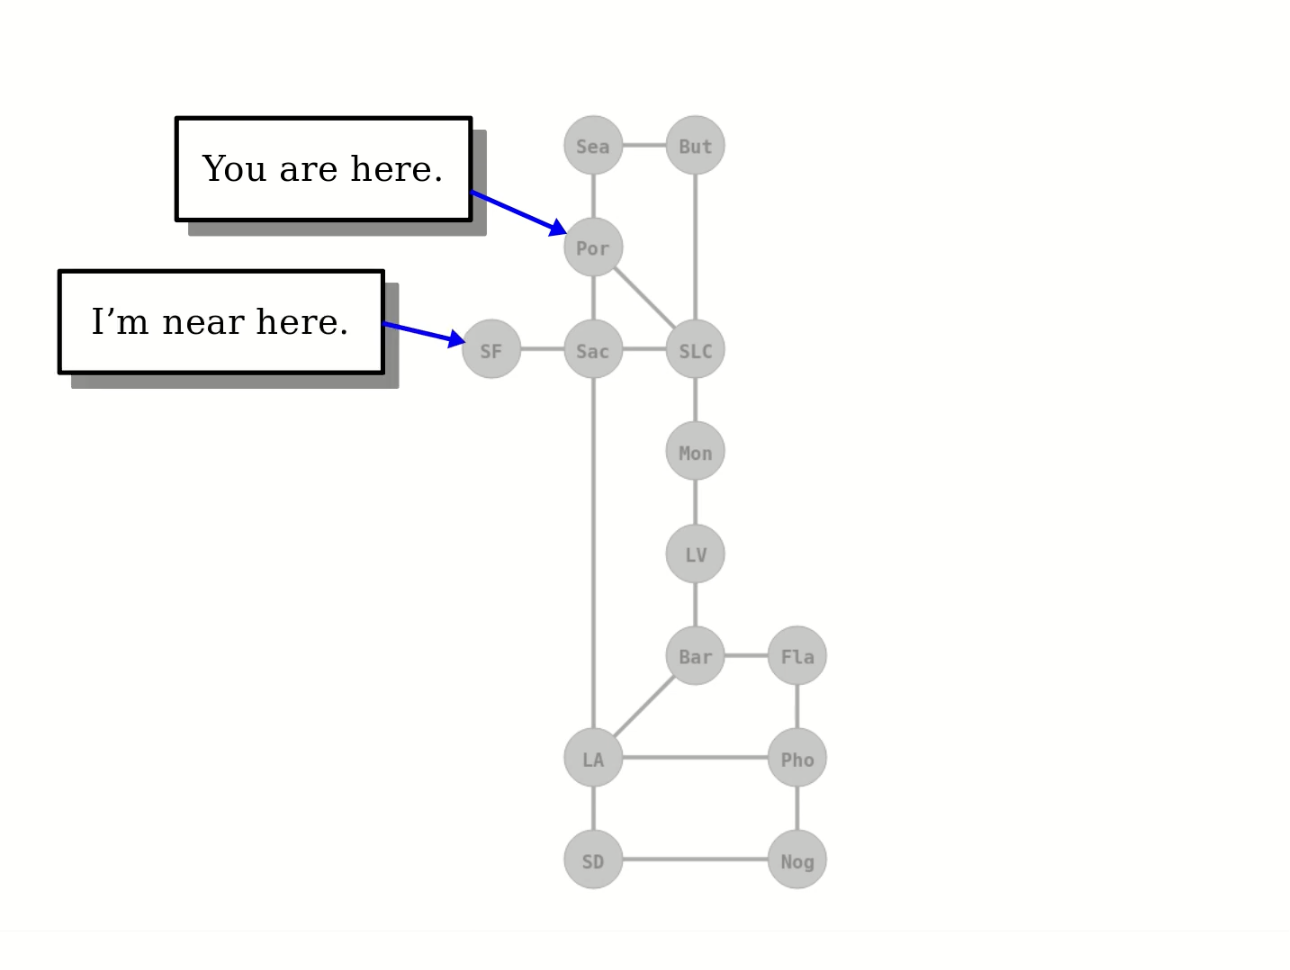 You are here.
Sea
But
Por
I’m near here.
SF
Sac
SLC
Mon
LV
Bar
Fla
LA
Pho
SD
Nog